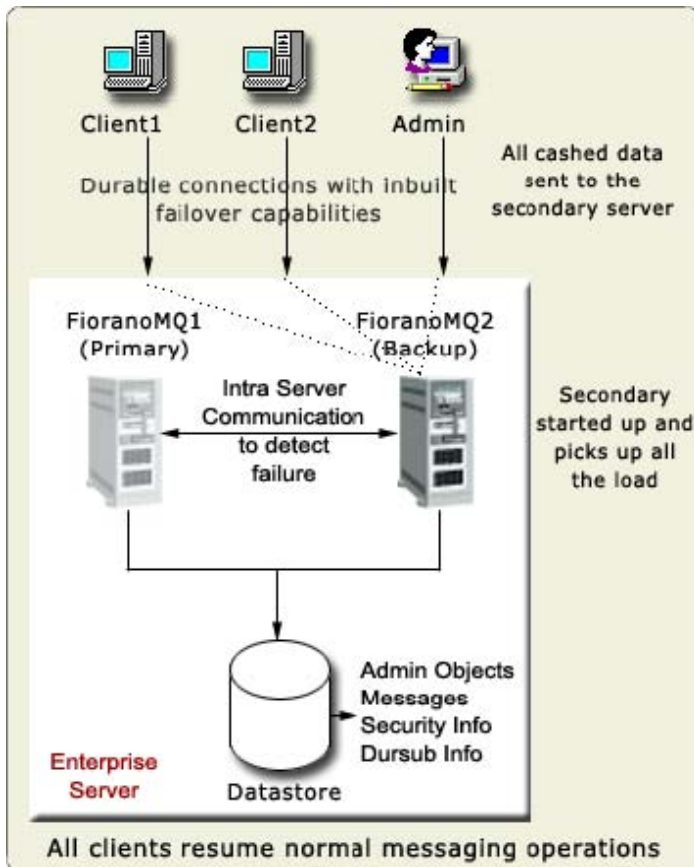 Client1
Client2
Admin
Durable connections with inbuilt
failover capabilities
All cashed data
sent to the
secondary server
FioranoMQ1
(Primary)
FioranoMQ2
(Backup)
Intra Server
Communication
to detect
failure
Secondary
started up and
picks up all
the load
Admin Objects
Messages
Security Info
Dursub Info
Enterprise
Server
Datastore
All clients resume normal messaging operations